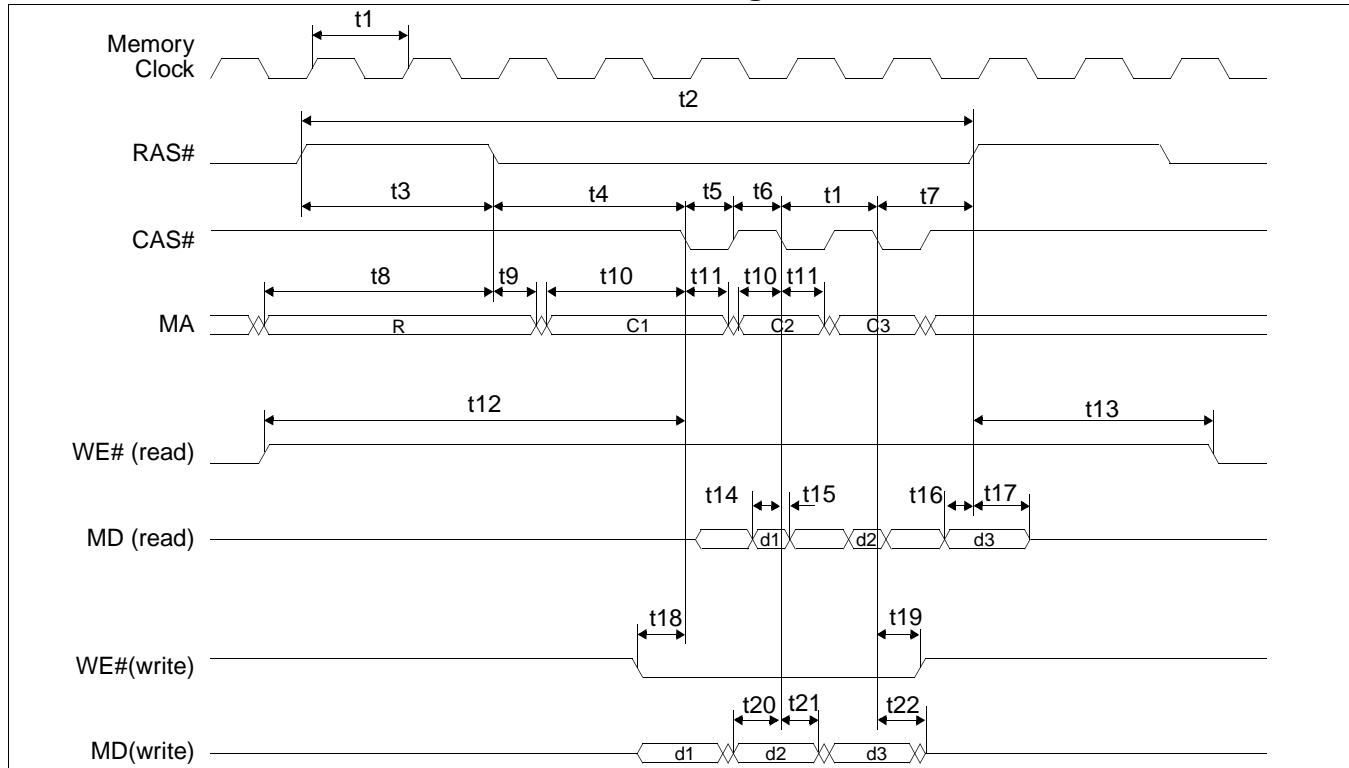 t1
Memory
Clock
t2
RAS#
t3 t4 t5 t6 t1 t7
CAS#
t8 t9 t10 t11 t10 t11
MA R C1 C2 C3
t12 t13
WE# (read)
t14 t15 t16 t17
MD (read) d1 d2 d3
t18 t19
WE#(write)
t20 t21 t22
MD(write) d1 d2 d3